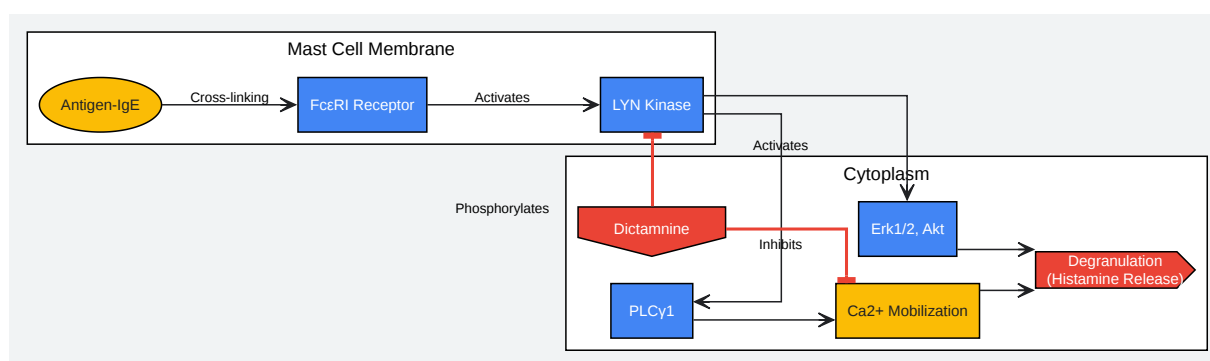 Mast Cell Membrane
Antigen-IgE
Cross-linking
FcεRI Receptor
Activates
LYN Kinase
Activates
Cytoplasm
Phosphorylates
Dictamnine
Inhibits
Erk1/2, Akt
Degranulation
(Histamine Release)
PLCγ1
Ca2+ Mobilization